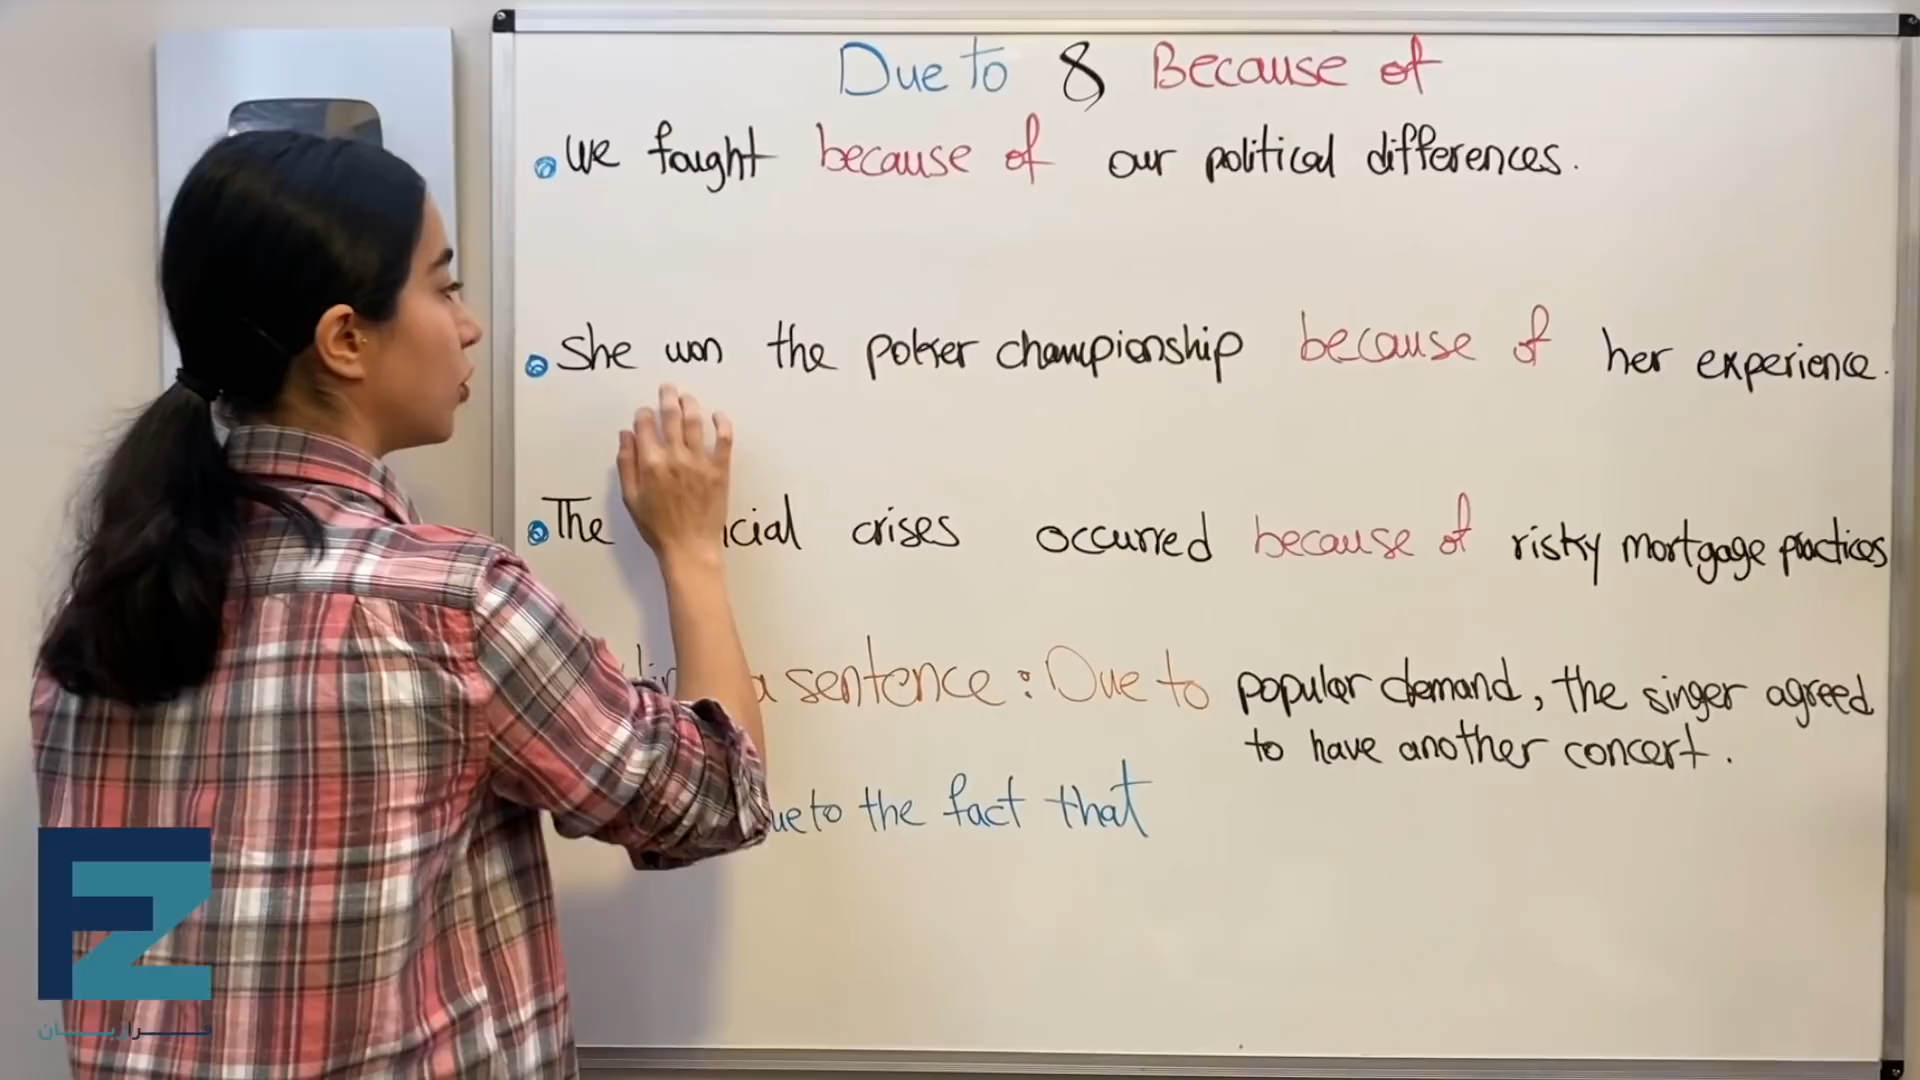 Due to & Because of
We fought because of our political differences.
She won the poker championship because of her experience.
The crises occurred because of risky mortgage practices
a sentence: Due to popular demand, the singer agreed
to have another concert.
to the fact that
FZ
فرازبان